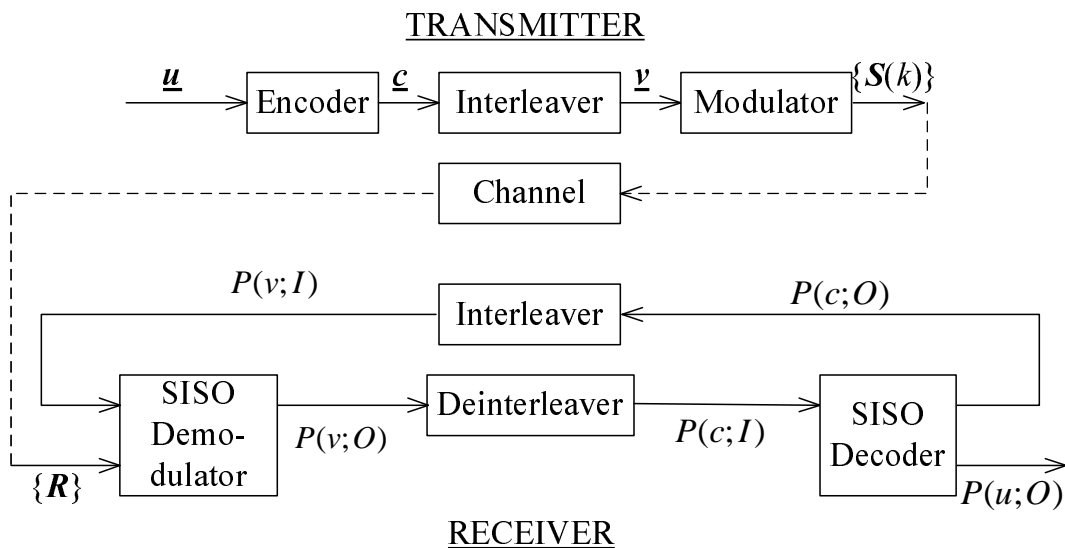 TRANSMITTER
u
c
v
{S(k)}
Encoder
Interleaver
Modulator
Channel
P(v;I)
P(c;O)
Interleaver
SISO
Demo-
dulator
Deinterleaver
SISO
Decoder
P(v;O)
P(c;I)
{R}
P(u;O)
RECEIVER